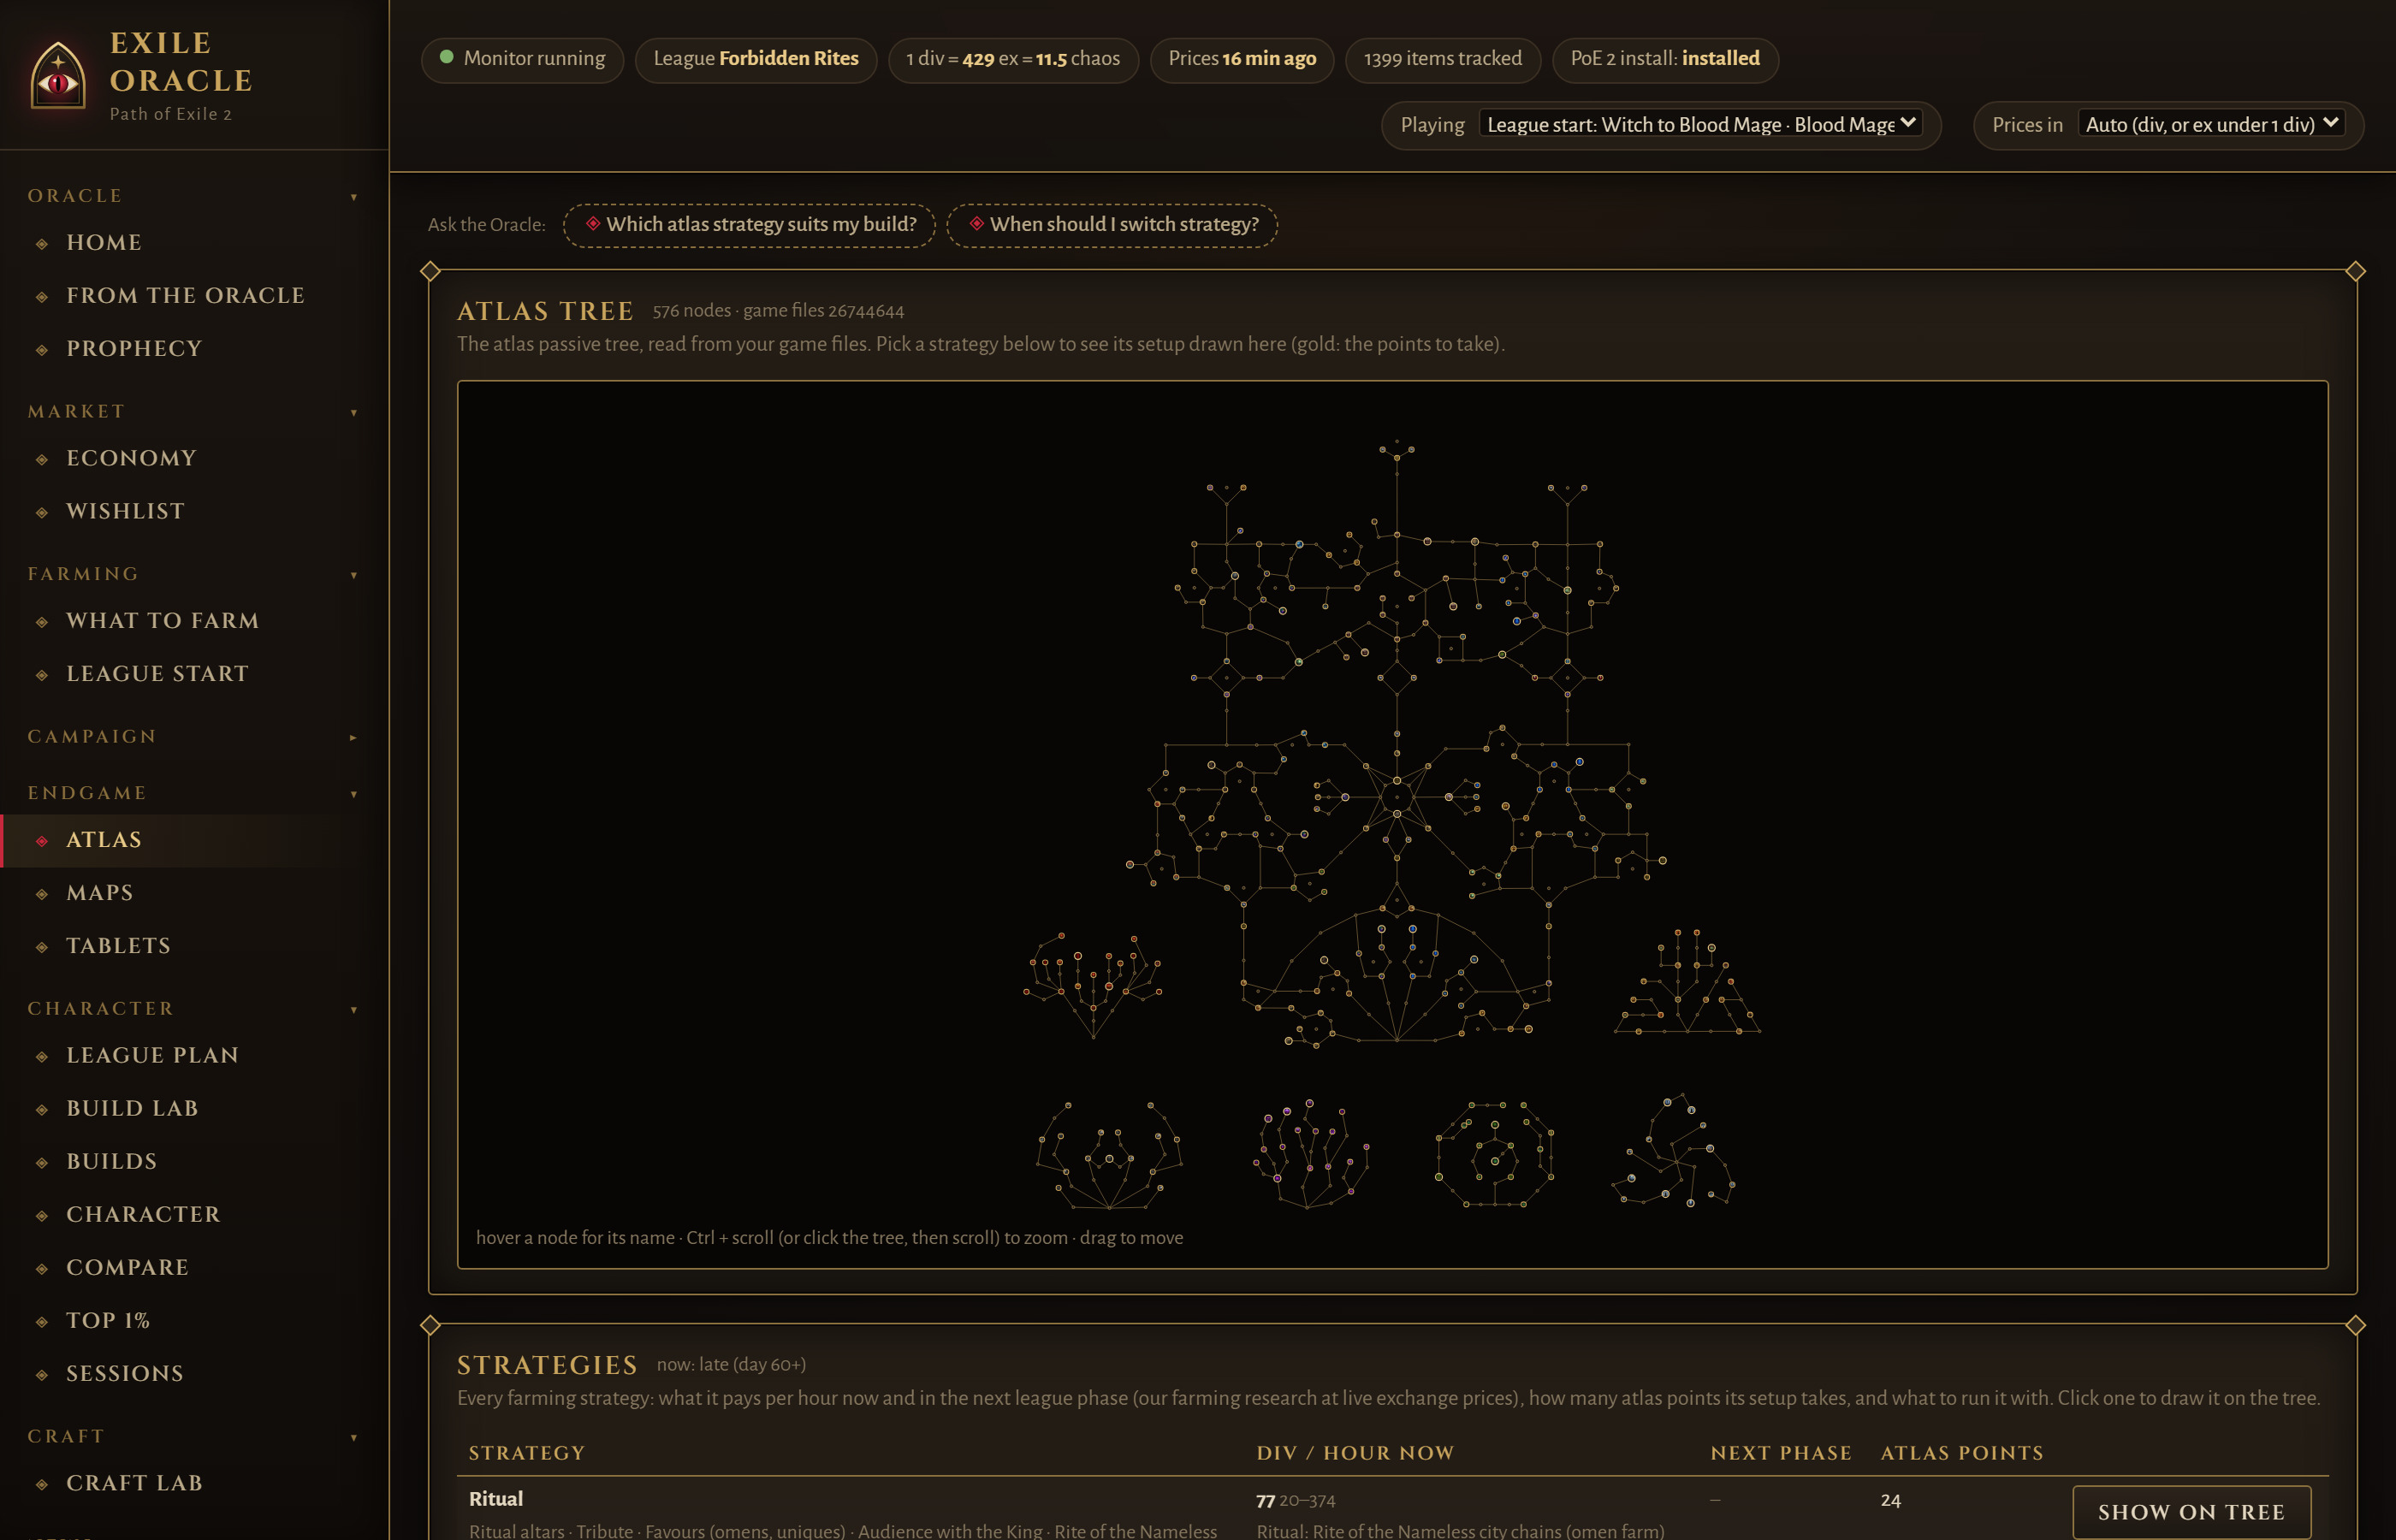 EXILE
ORACLE
Path of Exile 2
ORACLE
HOME
FROM THE ORACLE
PROPHECY
MARKET
ECONOMY
WISHLIST
FARMING
WHAT TO FARM
LEAGUE START
CAMPAIGN
ENDGAME
ATLAS
MAPS
TABLETS
CHARACTER
LEAGUE PLAN
BUILD LAB
BUILDS
CHARACTER
COMPARE
TOP 1%
SESSIONS
CRAFT
CRAFT LAB
Monitor running
League Forbidden Rites
1 div = 429 ex = 11.5 chaos
Prices 16 min ago
1399 items tracked
PoE 2 install: installed
Playing League start: Witch to Blood Mage · Blood Mage
Prices in Auto (div, or ex under 1 div)
Ask the Oracle: Which atlas strategy suits my build? When should I switch strategy?
ATLAS TREE 576 nodes · game files 26744644
The atlas passive tree, read from your game files. Pick a strategy below to see its setup drawn here (gold: the points to take).
hover a node for its name · Ctrl + scroll (or click the tree, then scroll) to zoom · drag to move
STRATEGIES now: late (day 60+)
Every farming strategy: what it pays per hour now and in the next league phase (our farming research at live exchange prices), how many atlas points its setup takes, and what to run it with. Click one to draw it on the tree.
STRATEGY DIV / HOUR NOW NEXT PHASE ATLAS POINTS
Ritual 77 20–374 – 24 SHOW ON TREE
Ritual altars · Tribute · Favours (omens, uniques) · Audience with the King · Rite of the Nameless Ritual: Rite of the Nameless city chains (omen farm)